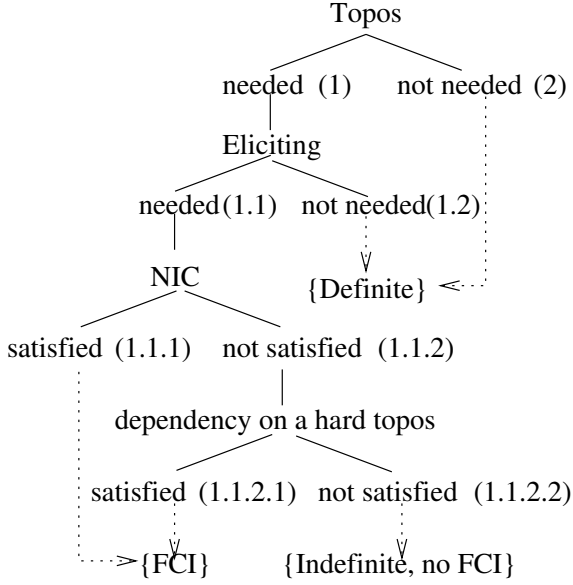 Topos
needed (1) not needed (2)
Eliciting
needed(1.1) not needed(1.2)
NIC
{Definite}
satisfied (1.1.1) not satisfied (1.1.2)
dependency on a hard topos
satisfied (1.1.2.1) not satisfied (1.1.2.2)
{FCI} {Indefinite, no FCI}